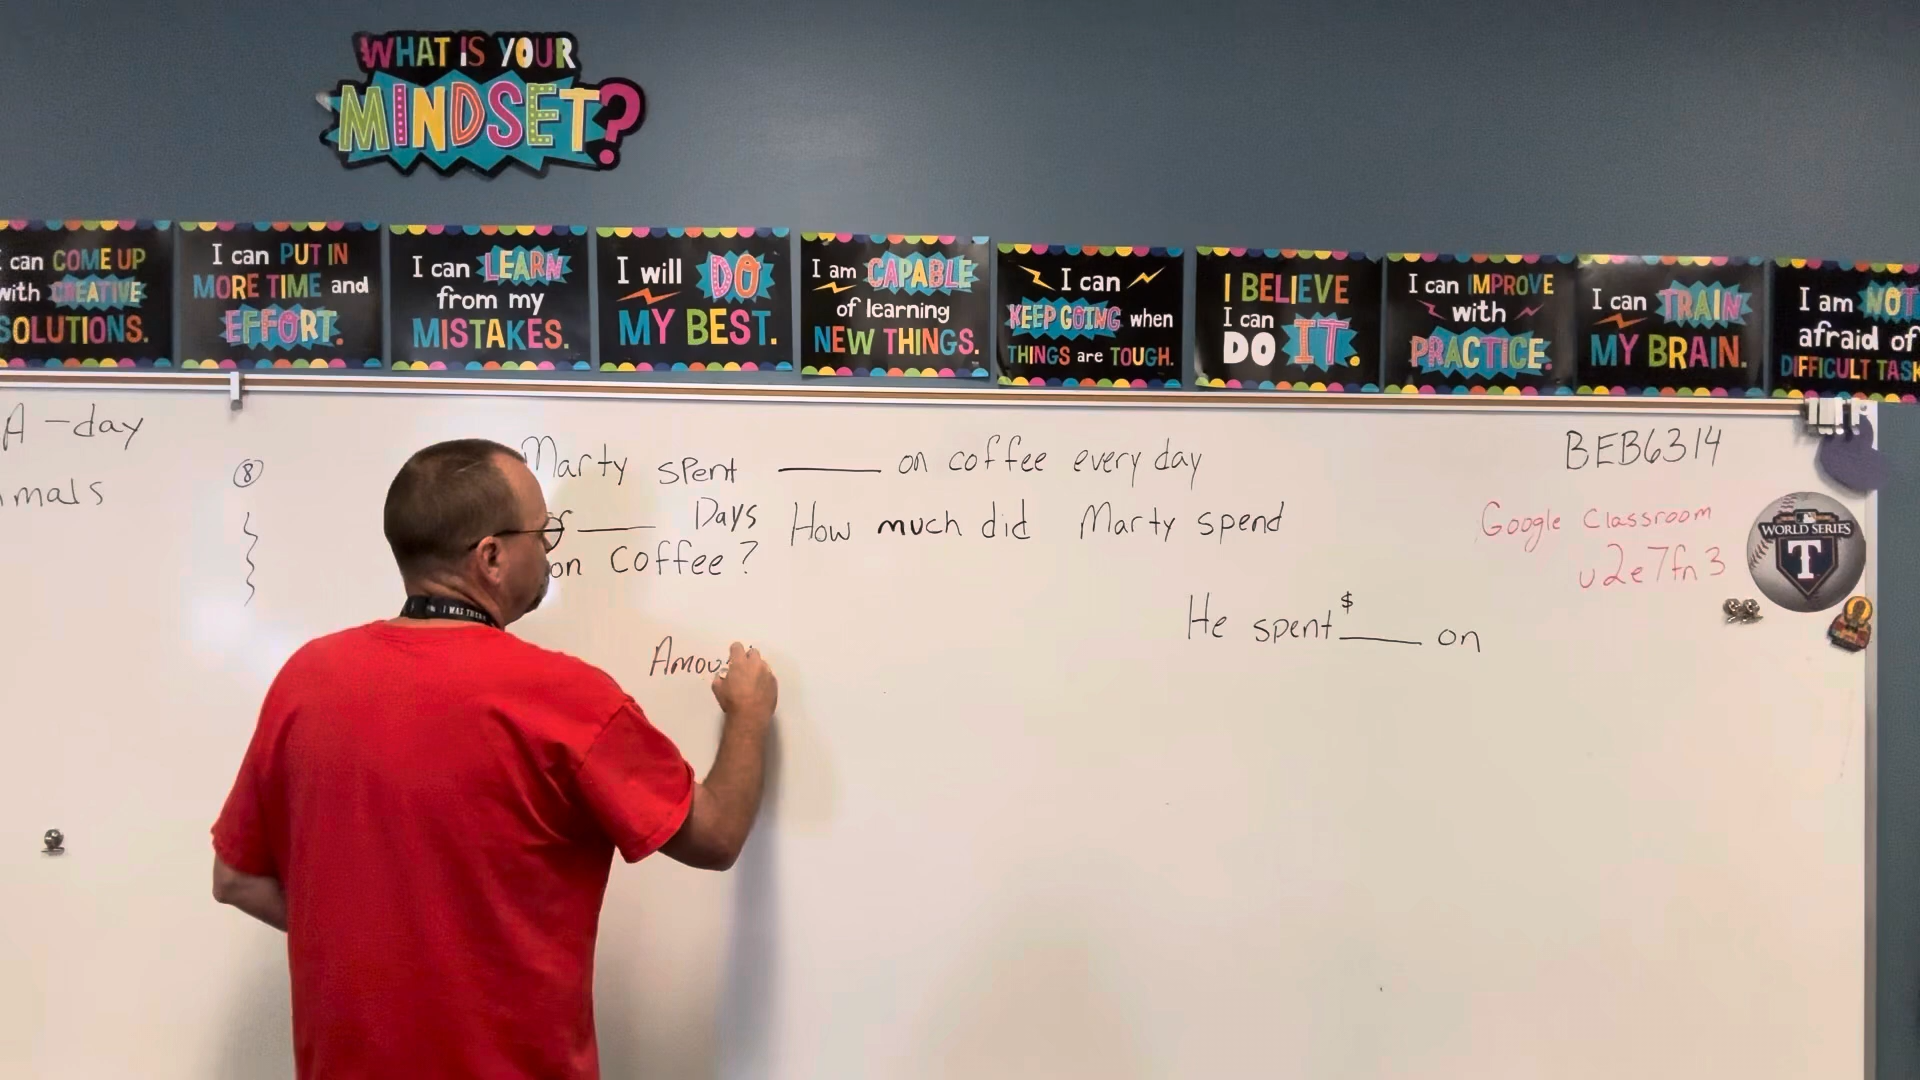 WHAT IS YOUR
MINDSET?
I can COME UP
with CREATIVE
SOLUTIONS.
I can PUT IN
MORE TIME and
EFFORT.
I can LEARN
from my
MISTAKES.
I will DO
MY BEST.
I am CAPABLE
of learning
NEW THINGS.
I can
KEEP GOING when
THINGS are TOUGH.
I BELIEVE
I can
DO IT.
I can IMPROVE
with
PRACTICE.
I can TRAIN
MY BRAIN.
I am NOT
afraid of
DIFFICULT TASK
A-day
mals
8
Marty spent ____ on coffee every day
____ Days How much did Marty spend
on coffee?
Amou
He spent $____ on
BEB6314
Google Classroom
u2e7fn3
WORLD SERIES
T
I WAS THERE